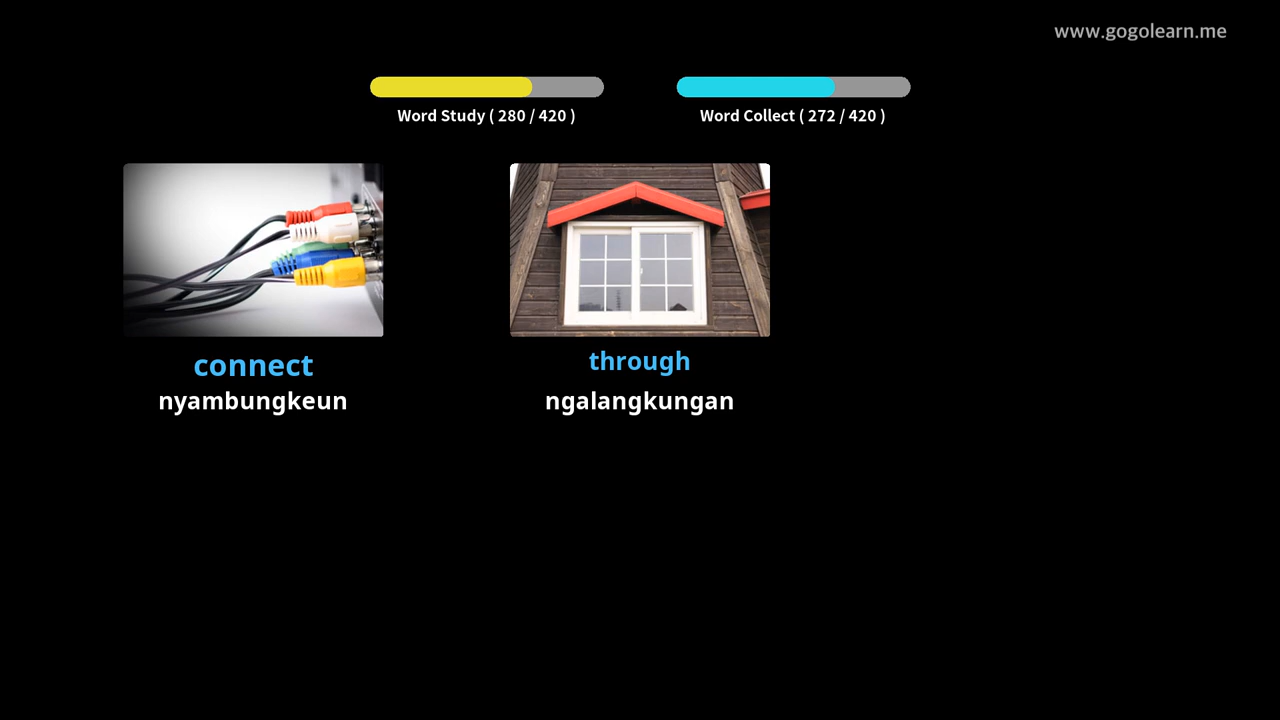 www.gogolearn.me
Word Study ( 280 / 420 )
Word Collect ( 272 / 420 )
connect
nyambungkeun
through
ngalangkungan